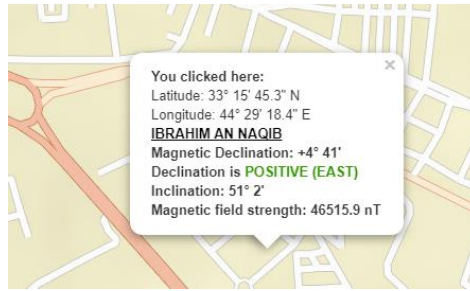 You clicked here:
Latitude: 33° 15' 45.3" N
Longitude: 44° 29' 18.4" E
IBRAHIM AN NAQIB
Magnetic Declination: +4° 41'
Declination is POSITIVE (EAST)
Inclination: 51° 2'
Magnetic field strength: 46515.9 nT